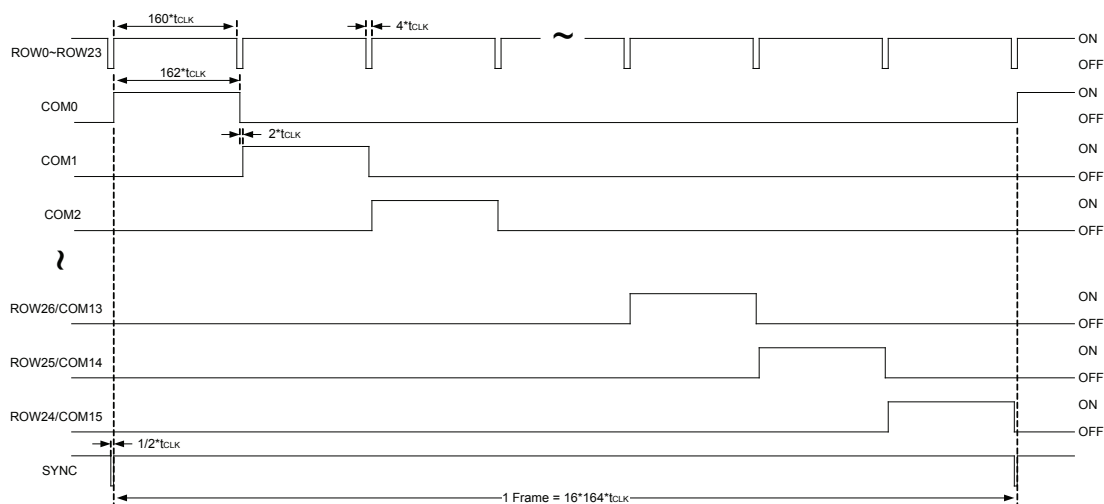 160*tCLK
4*tCLK
ROW0~ROW23
~
ON
OFF
162*tCLK
COM0
ON
OFF
2*tCLK
COM1
ON
OFF
COM2
ON
OFF
~
ROW26/COM13
ON
OFF
ROW25/COM14
ON
OFF
ROW24/COM15
ON
OFF
1/2*tCLK
SYNC
1 Frame = 16*164*tCLK